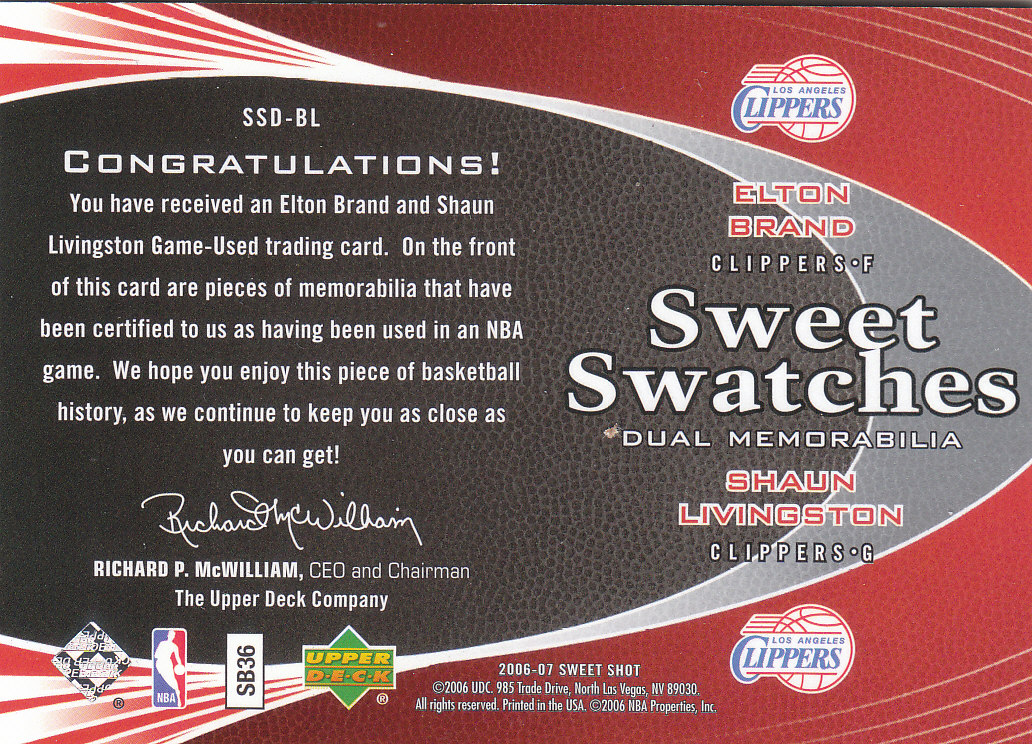 SSD-BL
CONGRATULATIONS!
You have received an Elton Brand and Shaun
Livingston Game-Used trading card. On the front
of this card are pieces of memorabilia that have
been certified to us as having been used in an NBA
game. We hope you enjoy this piece of basketball
history, as we continue to keep you as close as
you can get!
Richard McWilliam
RICHARD P. McWILLIAM, CEO and Chairman
The Upper Deck Company
®
NBA
SB36
UPPER
D·E·C·K
®
LOS ANGELES
CLIPPERS
ELTON
BRAND
CLIPPERS•F
Sweet
Swatches
DUAL MEMORABILIA
SHAUN
LIVINGSTON
CLIPPERS•G
LOS ANGELES
CLIPPERS
2006-07 SWEET SHOT
©2006 UDC. 985 Trade Drive, North Las Vegas, NV 89030.
All rights reserved. Printed in the USA. ©2006 NBA Properties, Inc.